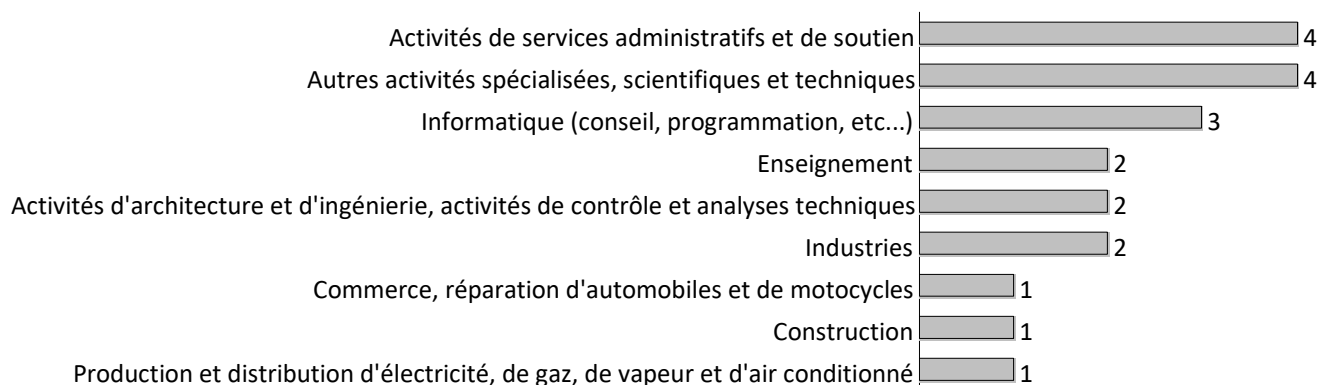 Activités de services administratifs et de soutien 4
Autres activités spécialisées, scientifiques et techniques 4
Informatique (conseil, programmation, etc...) 3
Enseignement 2
Activités d'architecture et d'ingénierie, activités de contrôle et analyses techniques 2
Industries 2
Commerce, réparation d'automobiles et de motocycles 1
Construction 1
Production et distribution d'électricité, de gaz, de vapeur et d'air conditionné 1